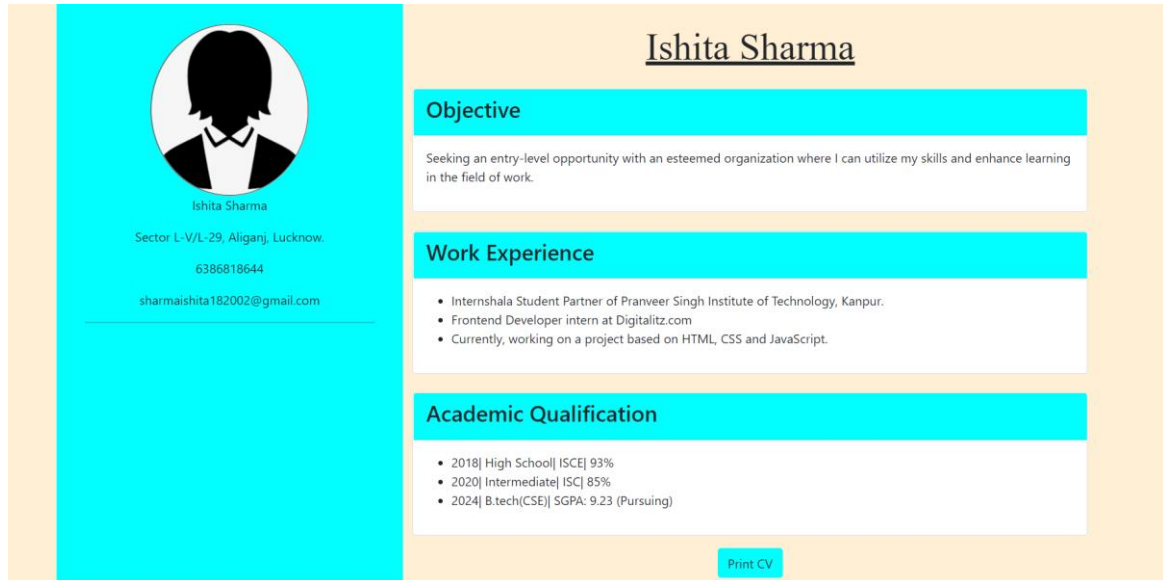 Ishita Sharma
Sector L-V/L-29, Aliganj, Lucknow.
6386818644
sharmaishita182002@gmail.com
Ishita Sharma
Objective
Seeking an entry-level opportunity with an esteemed organization where I can utilize my skills and enhance learning
in the field of work.
Work Experience
• Internshala Student Partner of Pranveer Singh Institute of Technology, Kanpur.
• Frontend Developer intern at Digitalitz.com
• Currently, working on a project based on HTML, CSS and JavaScript.
Academic Qualification
• 2018| High School| ISCE| 93%
• 2020| Intermediate| ISC| 85%
• 2024| B.tech(CSE)| SGPA: 9.23 (Pursuing)
Print CV